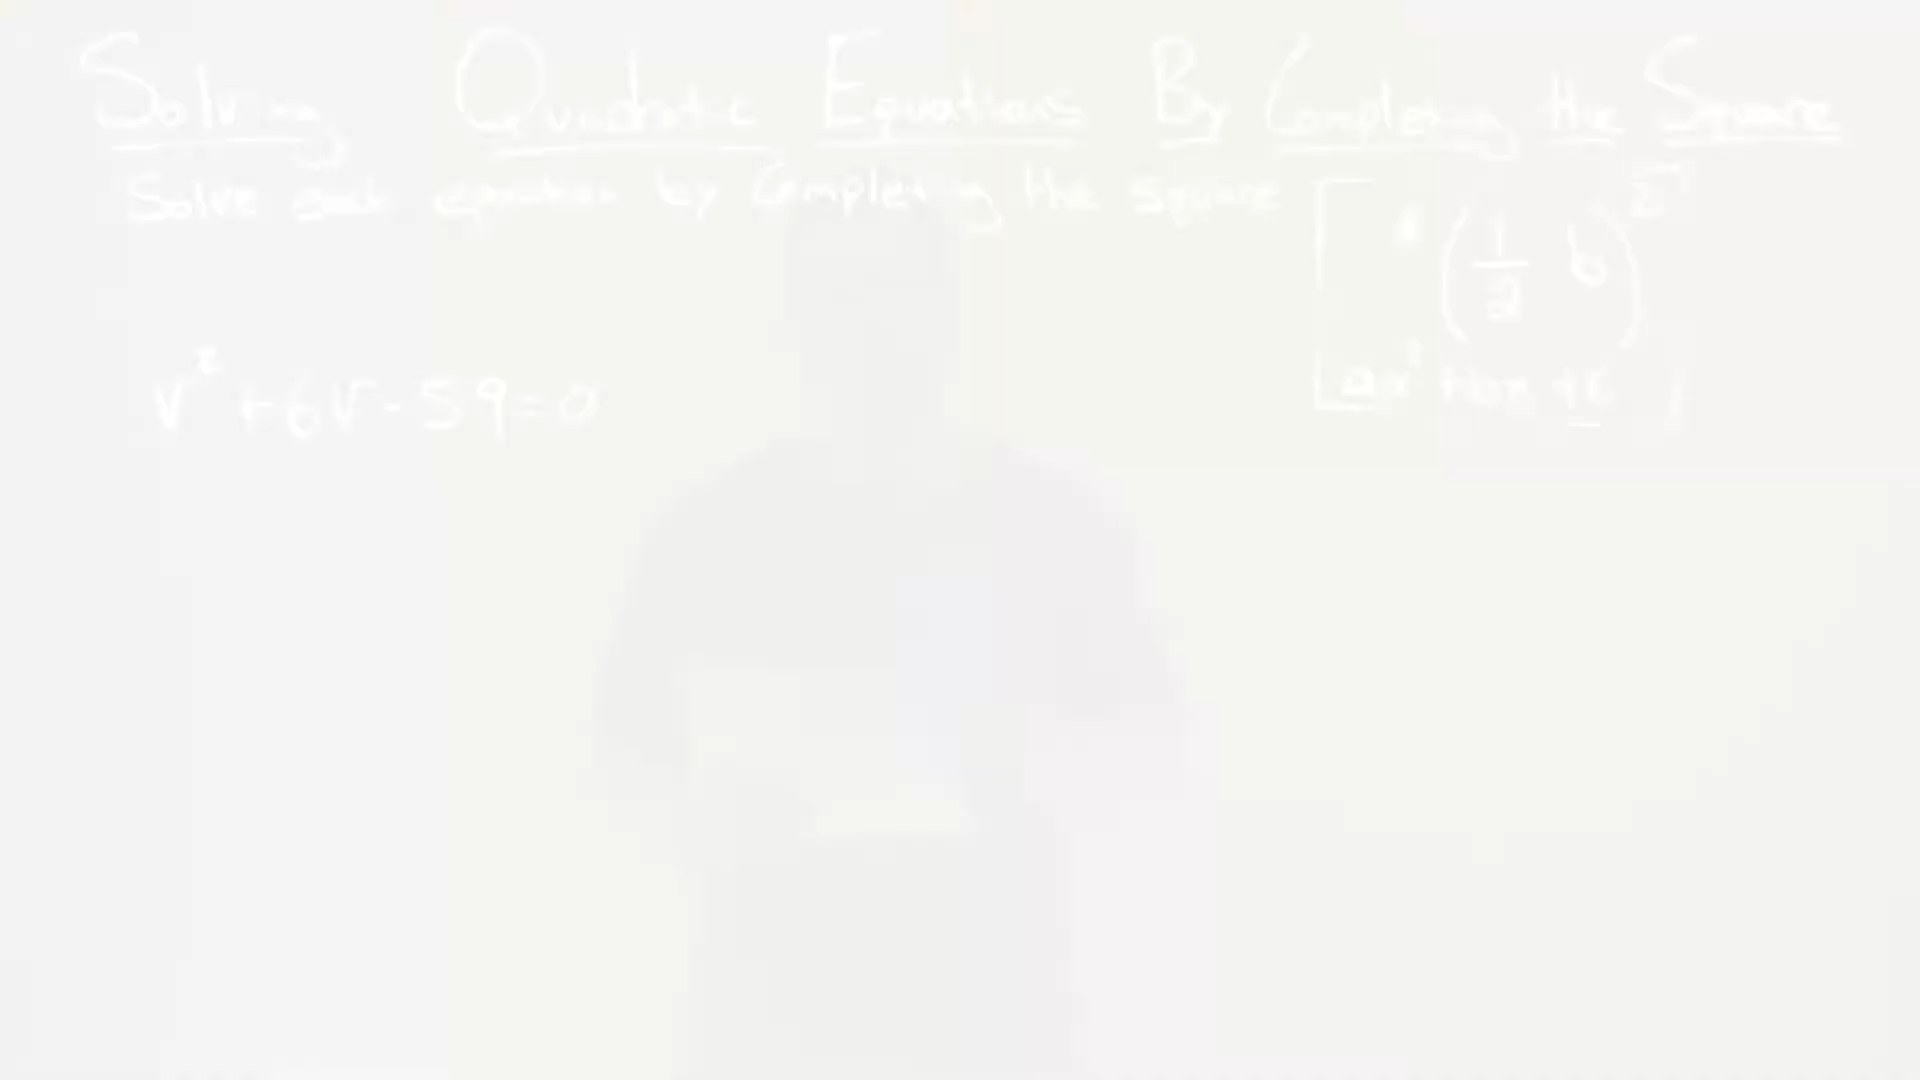 Solving Quadratic Equations By Completing the Square
Solve each equation by Completing the square
(1/2 b)²
ax² + bx + c
v² + 6v - 59 = 0